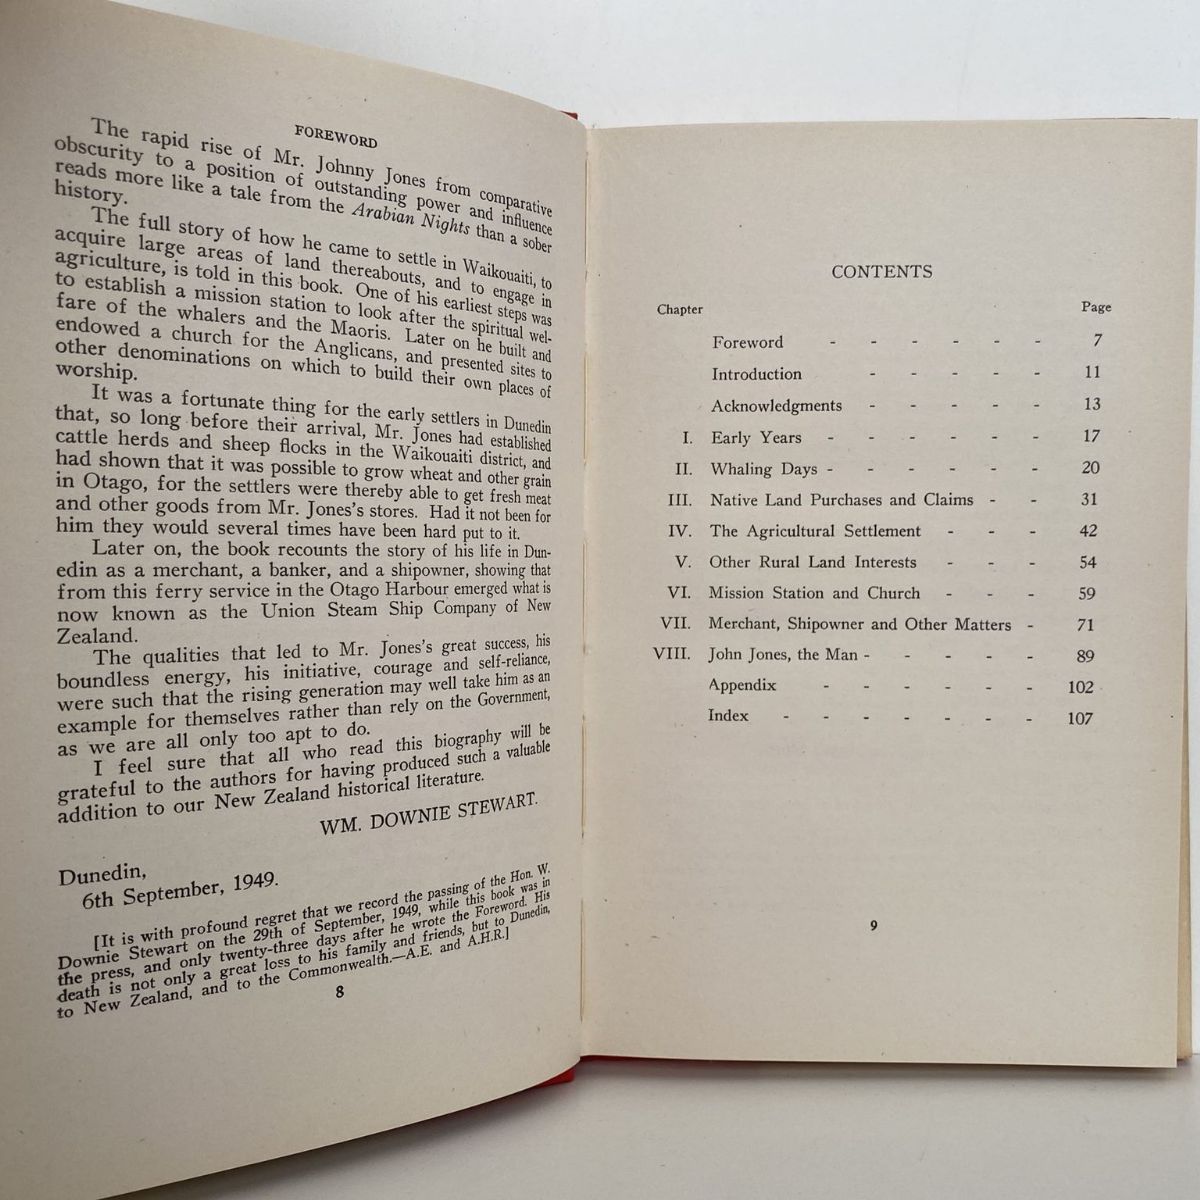 FOREWORD
The rapid rise of Mr. Johnny Jones from comparative
obscurity to a position of outstanding power and influence
reads more like a tale from the Arabian Nights than a sober
history.
The full story of how he came to settle in Waikouaiti, to
acquire large areas of land thereabouts, and to engage in
agriculture, is told in this book. One of his earliest steps was
to establish a mission station to look after the spiritual wel-
fare of the whalers and the Maoris. Later on he built and
endowed a church for the Anglicans, and presented sites to
other denominations on which to build their own places of
worship.
It was a fortunate thing for the early settlers in Dunedin
that, so long before their arrival, Mr. Jones had established
cattle herds and sheep flocks in the Waikouaiti district, and
had shown that it was possible to grow wheat and other grain
in Otago, for the settlers were thereby able to get fresh meat
and other goods from Mr. Jones's stores. Had it not been for
him they would several times have been hard put to it.
Later on, the book recounts the story of his life in Dun-
edin as a merchant, a banker, and a shipowner, showing that
from this ferry service in the Otago Harbour emerged what is
now known as the Union Steam Ship Company of New
Zealand.
The qualities that led to Mr. Jones's great success, his
boundless energy, his initiative, courage and self-reliance,
were such that the rising generation may well take him as an
example for themselves rather than rely on the Government,
as we are all only too apt to do.
I feel sure that all who read this biography will be
grateful to the authors for having produced such a valuable
addition to our New Zealand historical literature.
WM. DOWNIE STEWART.
Dunedin,
6th September, 1949.
[It is with profound regret that we record the passing of the Hon. W.
Downie Stewart on the 29th of September, 1949, while this book was in
the press, and only twenty-three days after he wrote the Foreword. His
death is not only a great loss to his family and friends, but to Dunedin,
to New Zealand, and to the Commonwealth.—A.E. and A.H.R.]
8
CONTENTS
Chapter Page
Foreword - - - - - - 7
Introduction - - - - - 11
Acknowledgments - - - - - 13
I. Early Years - - - - - - 17
II. Whaling Days - - - - - - 20
III. Native Land Purchases and Claims - - 31
IV. The Agricultural Settlement - - - 42
V. Other Rural Land Interests - - - 54
VI. Mission Station and Church - - - 59
VII. Merchant, Shipowner and Other Matters - 71
VIII. John Jones, the Man - - - - - 89
Appendix - - - - - - 102
Index - - - - - - - 107
9